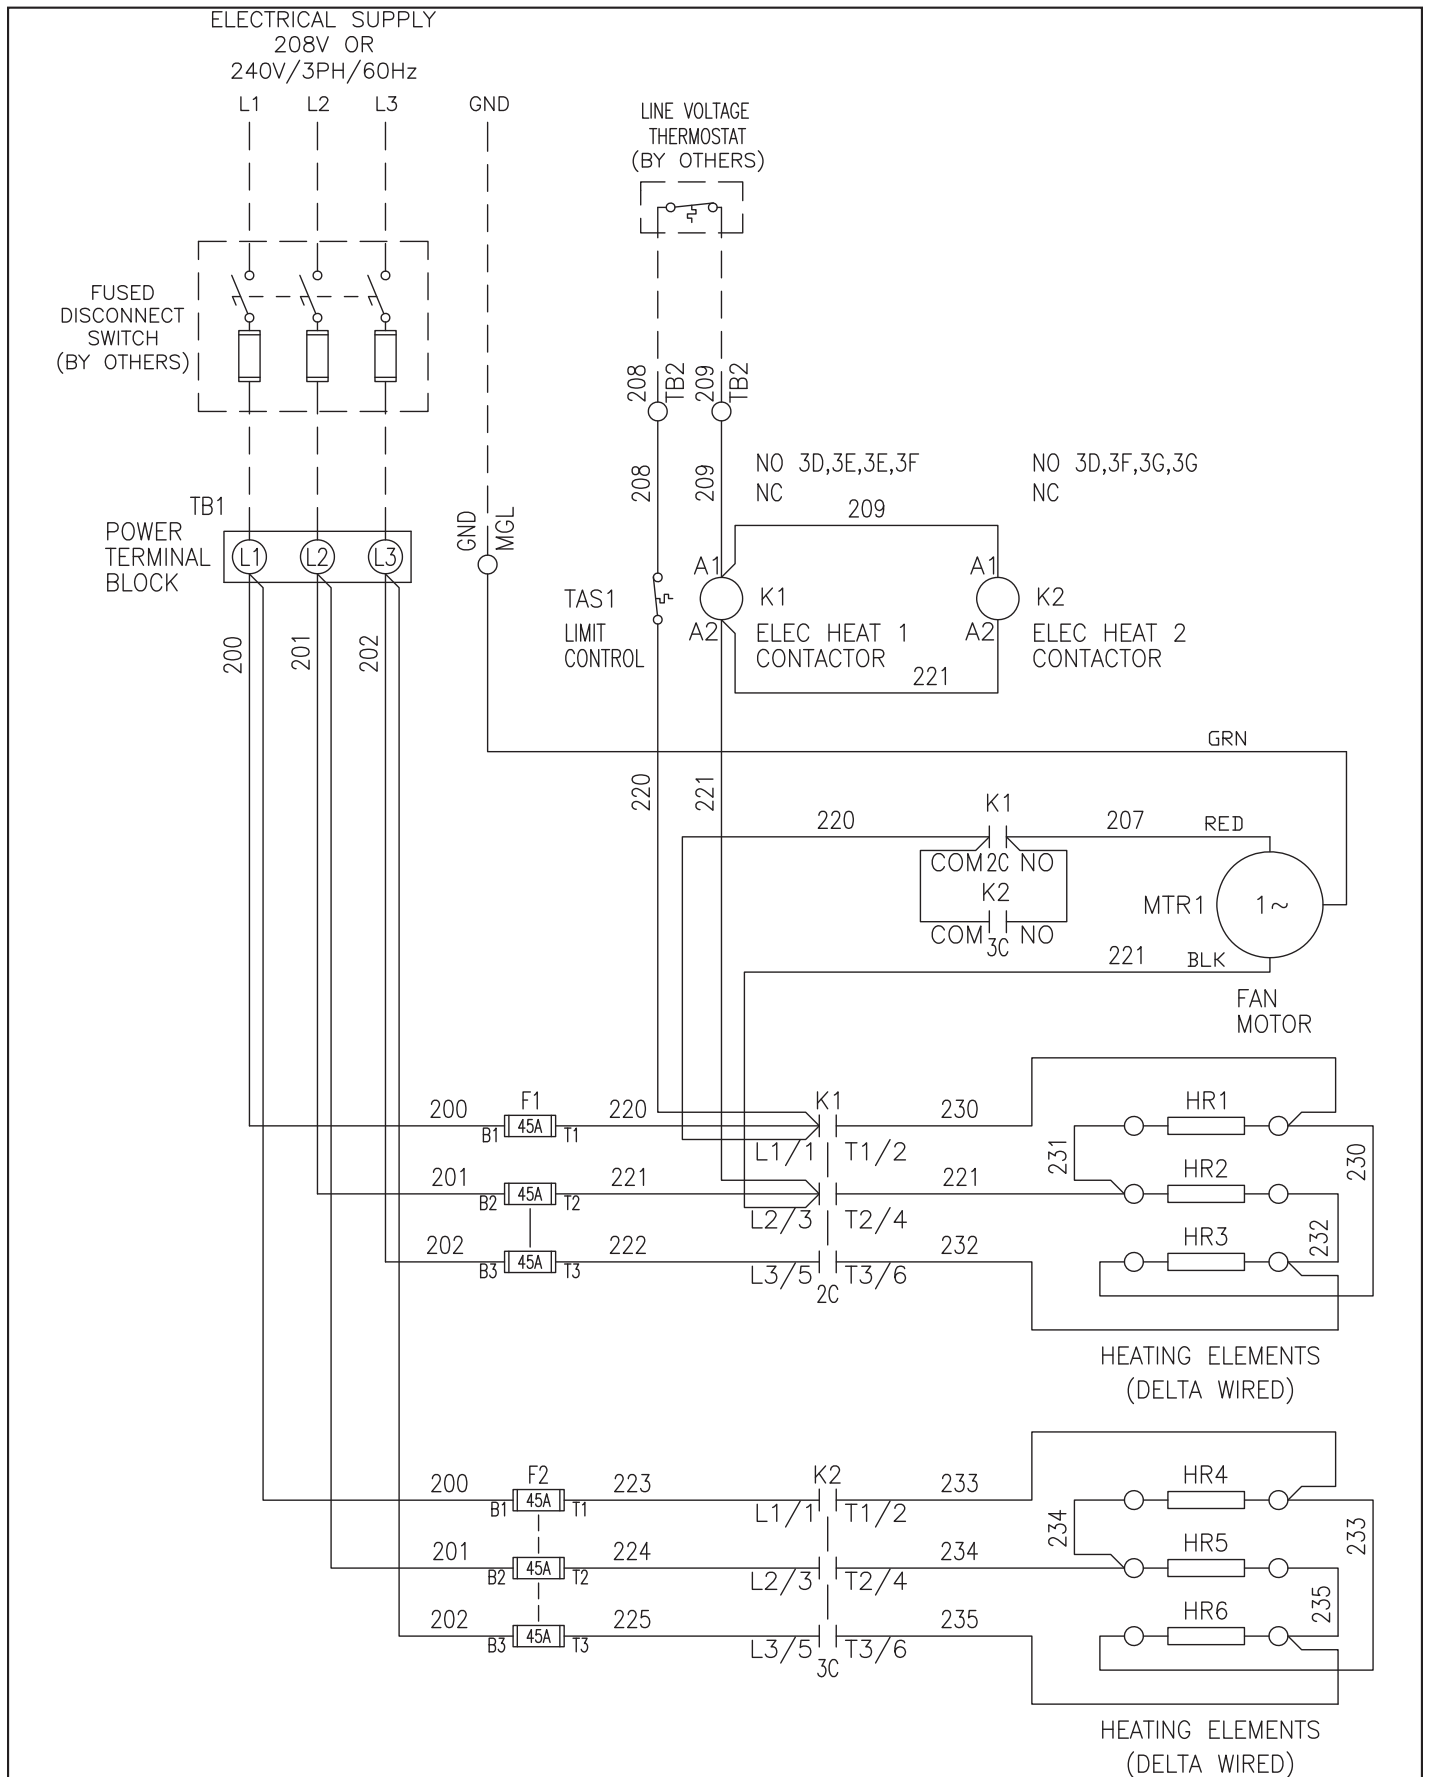 ELECTRICAL SUPPLY
208V OR
240V/3PH/60Hz
L1 L2 L3 GND
LINE VOLTAGE
THERMOSTAT
(BY OTHERS)
FUSED
DISCONNECT
SWITCH
(BY OTHERS)
208 TB2 209 TB2
NO 3D,3E,3E,3F
NC
NO 3D,3F,3G,3G
NC
208 209
209
TB1
POWER
TERMINAL
BLOCK
L1 L2 L3
GND MGL
TAS1
LIMIT
CONTROL
A1
K1
A2
ELEC HEAT 1
CONTACTOR
A1
K2
A2
ELEC HEAT 2
CONTACTOR
221
200 201 202
GRN
220 221
K1
220 207 RED
COM 2C NO
K2
COM 3C NO
MTR1 1~
221 BLK
FAN
MOTOR
200 F1 220 K1 230 HR1
B1 45A T1 L1/1 T1/2
231 230
201 221 221 HR2
B2 45A T2 L2/3 T2/4
232
202 222 232 HR3
B3 45A T3 L3/5 T3/6
2C
HEATING ELEMENTS
(DELTA WIRED)
200 F2 223 K2 233 HR4
B1 45A T1 L1/1 T1/2
234 233
201 224 234 HR5
B2 45A T2 L2/3 T2/4
235
202 225 235 HR6
B3 45A T3 L3/5 T3/6
3C
HEATING ELEMENTS
(DELTA WIRED)